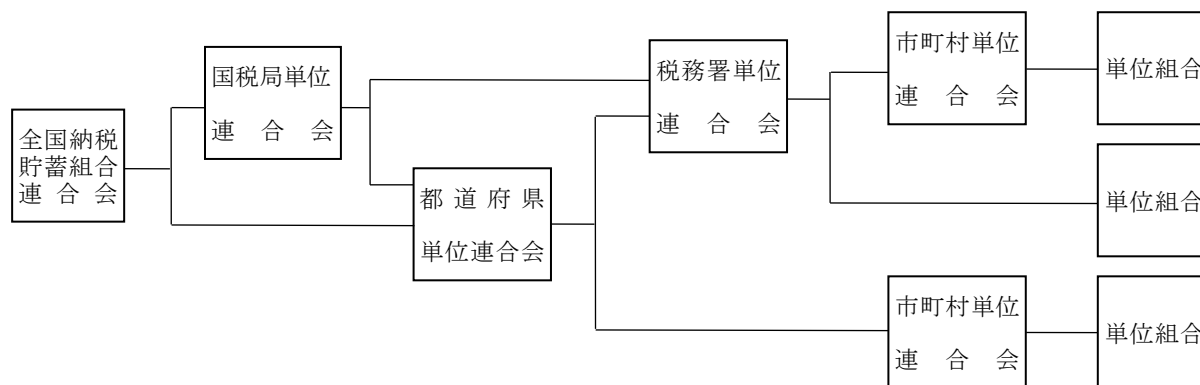 全国納税
貯蓄組合
連合会
国税局単位
連合会
都道府県
単位連合会
税務署単位
連合会
市町村単位
連合会
単位組合
単位組合
市町村単位
連合会
単位組合